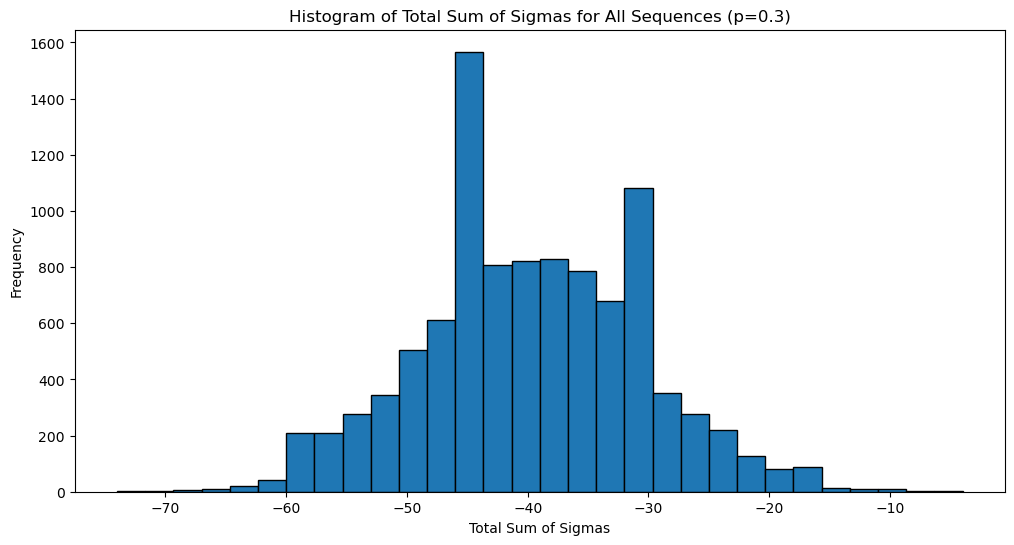 Histogram of Total Sum of Sigmas for All Sequences (p=0.3)
1600
1400
1200
1000
800
600
400
200
0
Frequency
−70 −60 −50 −40 −30 −20 −10
Total Sum of Sigmas